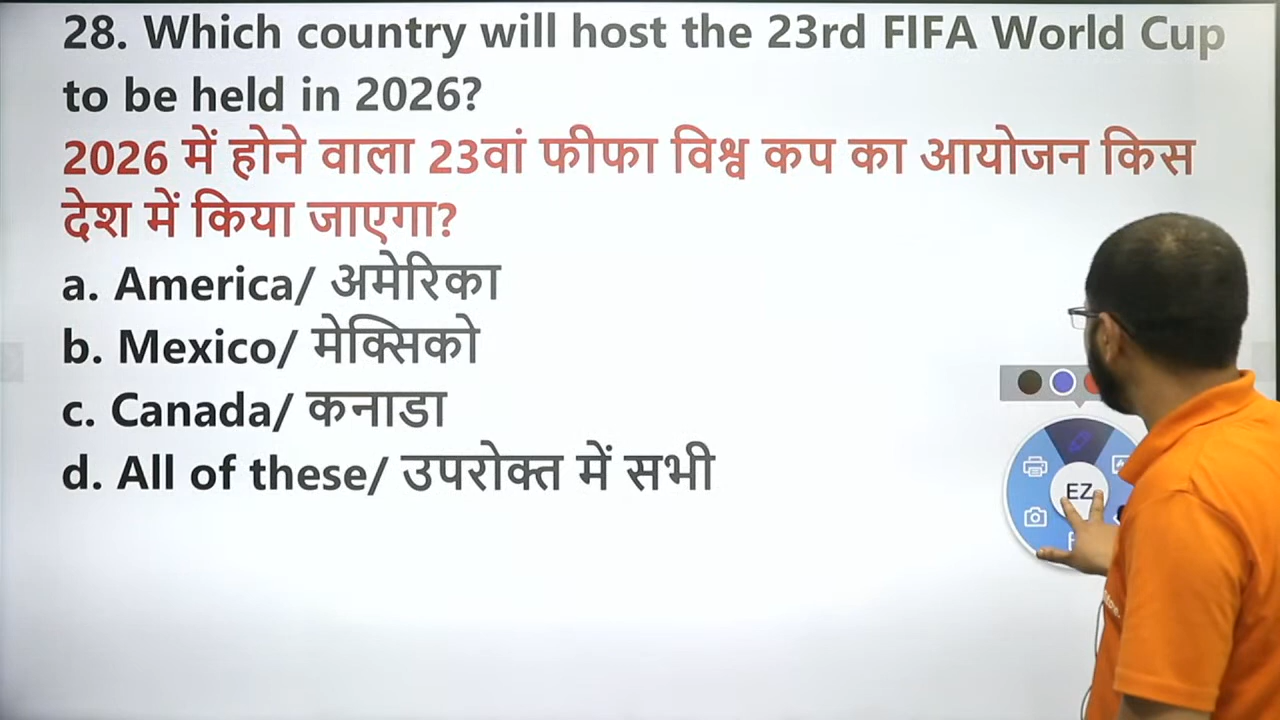 28. Which country will host the 23rd FIFA World Cup
to be held in 2026?
2026 में होने वाला 23वां फीफा विश्व कप का आयोजन किस
देश में किया जाएगा?
a. America/ अमेरिका
b. Mexico/ मेक्सिको
c. Canada/ कनाडा
d. All of these/ उपरोक्त में सभी
EZ